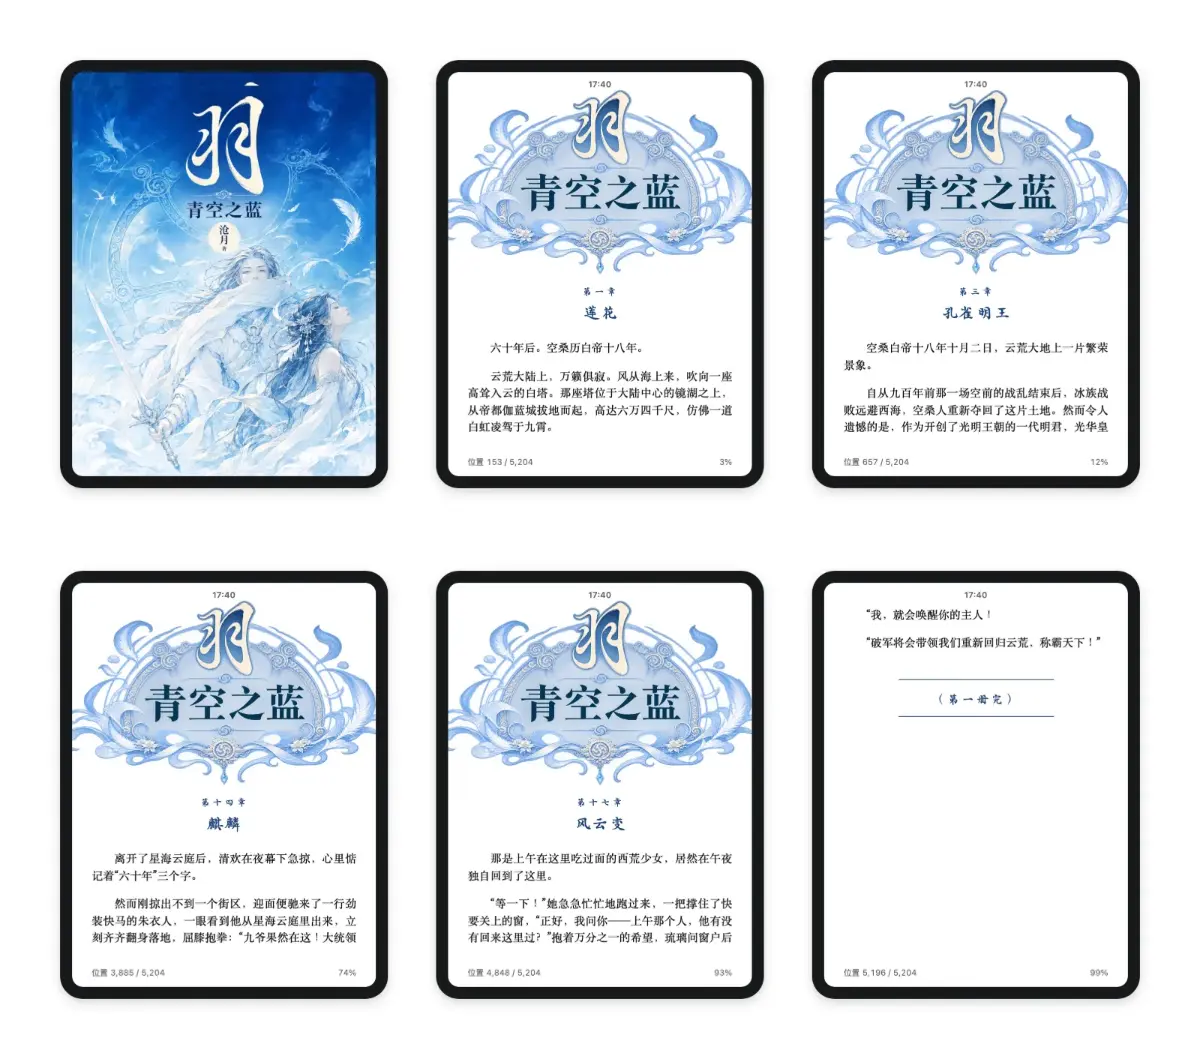 羽
青空之蓝
沧月
著
17:40
羽
青空之蓝
第一章
莲花
六十年后。空桑历白帝十八年。
云荒大陆上，万籁俱寂。风从海上来，吹向一座
高耸入云的白塔。那座塔位于大陆中心的镜湖之上，
从帝都伽蓝城拔地而起，高达六万四千尺，仿佛一道
白虹凌驾于九霄。
位置 153 / 5,204
3%
17:40
羽
青空之蓝
第三章
孔雀明王
空桑白帝十八年十月二日，云荒大地上一片繁荣
景象。
自从九百年前那一场空前的战乱结束后，冰族战
败远避西海，空桑人重新夺回了这片土地。然而令人
遗憾的是，作为开创了光明王朝的一代明君，光华皇
位置 657 / 5,204
12%
17:40
羽
青空之蓝
第十四章
麒麟
离开了星海云庭后，清欢在夜幕下急掠，心里惦
记着“六十年”三个字。
然而刚掠出不到一个街区，迎面便驰来了一行劲
装快马的朱衣人，一眼看到他从星海云庭里出来，立
刻齐齐翻身落地，屈膝抱拳：“九爷果然在这！大统领
位置 3,885 / 5,204
74%
17:40
羽
青空之蓝
第十七章
风云变
那是上午在这里吃过面的西荒少女，居然在午夜
独自回到了这里。
“等一下！”她急急忙忙地跑过来，一把撑住了快
要关上的窗，“正好，我问你——上午那个人，他有没
有回来这里过？”抱着万分之一的希望，琉璃问窗户后
位置 4,848 / 5,204
93%
17:40
“我，就会唤醒你的主人！
“破军将会带领我们重新回归云荒，称霸天下！”
（第一册完）
位置 5,196 / 5,204
99%